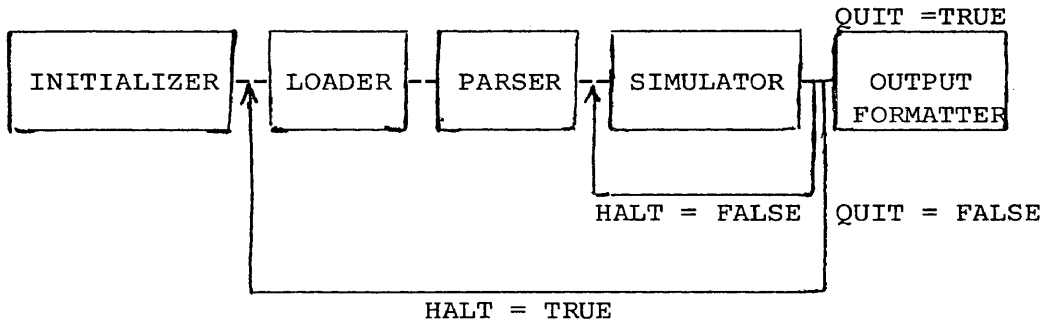 QUIT =TRUE
INITIALIZER
LOADER
PARSER
SIMULATOR
OUTPUT
FORMATTER
HALT = FALSE
QUIT = FALSE
HALT = TRUE